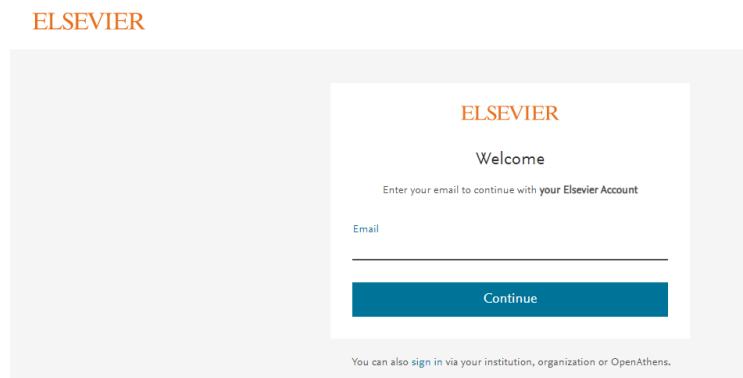 ELSEVIER
ELSEVIER
Welcome
Enter your email to continue with your Elsevier Account
Email
Continue
You can also sign in via your institution, organization or OpenAthens.